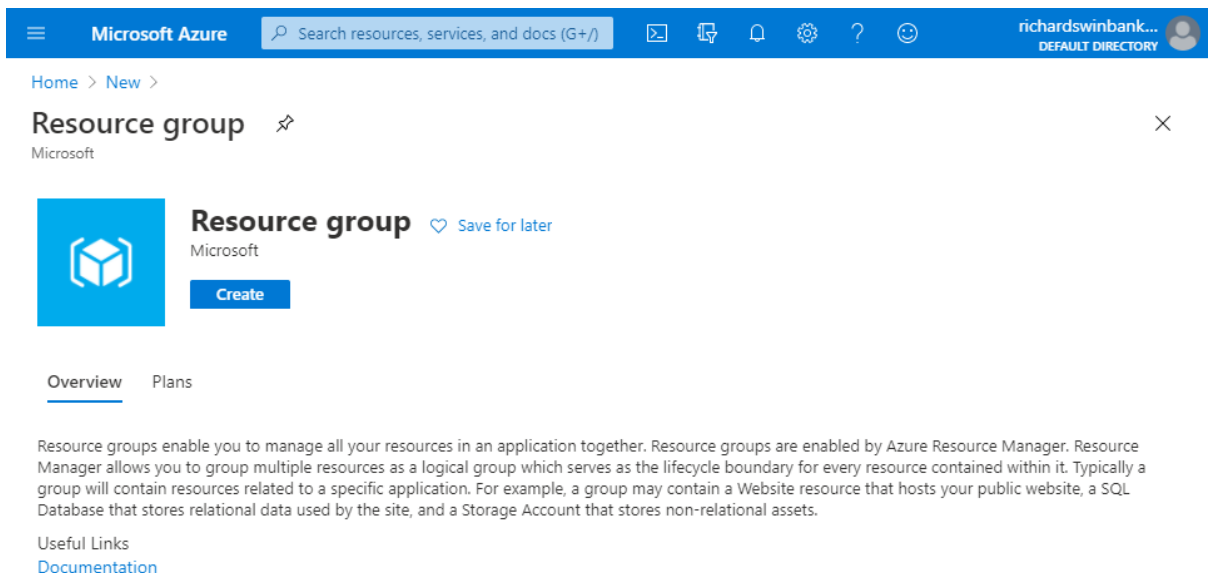 Microsoft Azure
Search resources, services, and docs (G+/)
richardswinbank...
DEFAULT DIRECTORY
Home > New >
Resource group
Microsoft
Resource group
Save for later
Microsoft
Create
Overview Plans
Resource groups enable you to manage all your resources in an application together. Resource groups are enabled by Azure Resource Manager. Resource
Manager allows you to group multiple resources as a logical group which serves as the lifecycle boundary for every resource contained within it. Typically a
group will contain resources related to a specific application. For example, a group may contain a Website resource that hosts your public website, a SQL
Database that stores relational data used by the site, and a Storage Account that stores non-relational assets.
Useful Links
Documentation